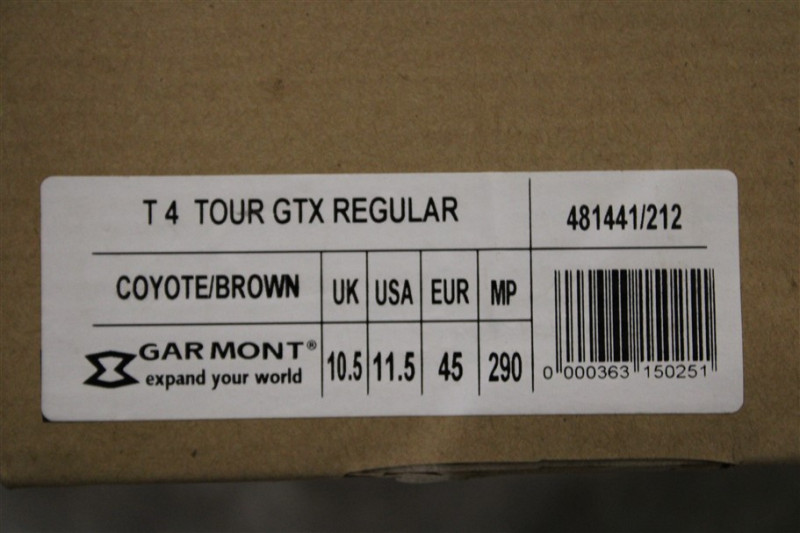 T 4 TOUR GTX REGULAR
481441/212
COYOTE/BROWN UK USA EUR MP
GARMONT®
expand your world
10.5 11.5 45 290
0 000363 150251